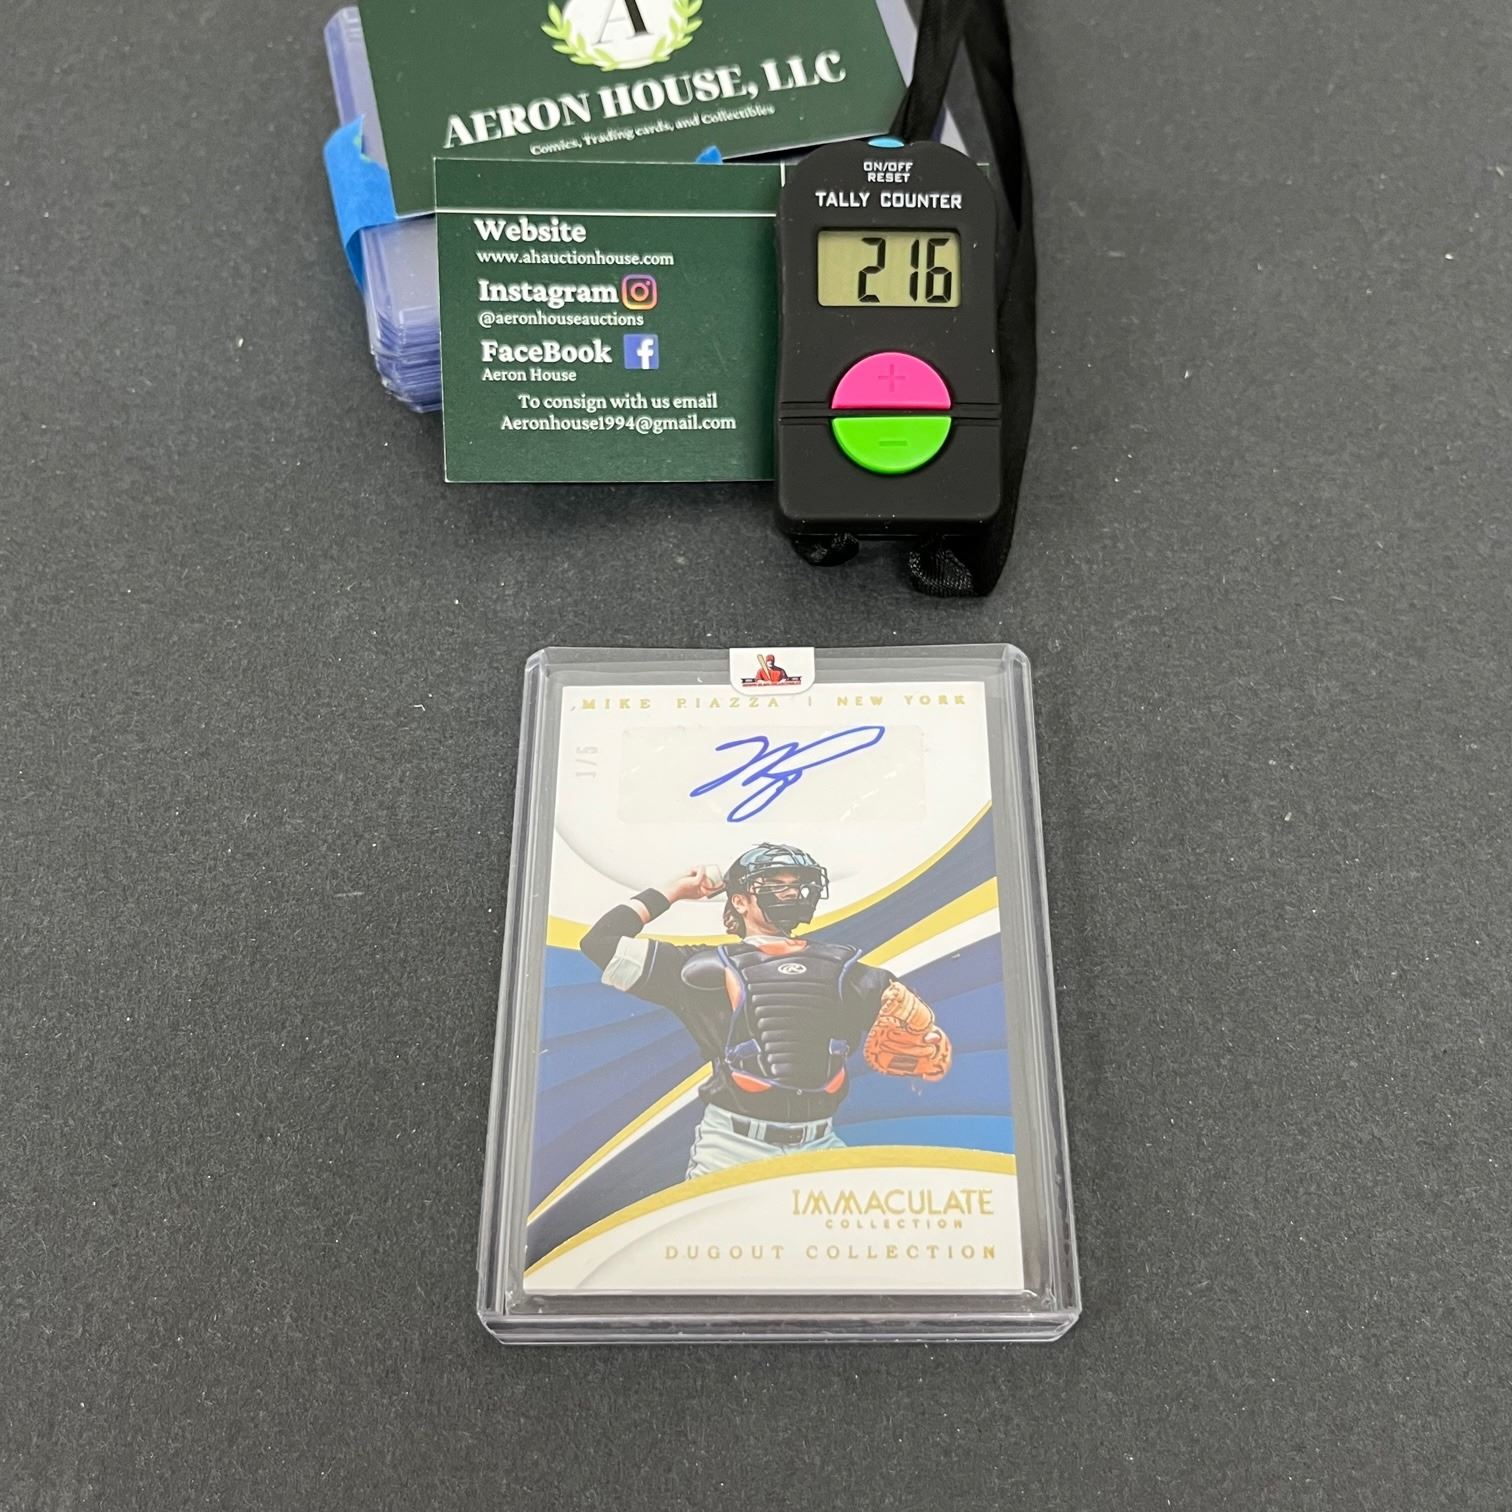 A
AERON HOUSE, LLC
Comics, Trading cards, and Collectibles
Website
www.ahauctionhouse.com
Instagram
@aeronhouseauctions
FaceBook
Aeron House
To consign with us email
Aeronhouse1994@gmail.com
ON/OFF
RESET
TALLY COUNTER
216
+
−
MIKE PIAZZA | NEW YORK
1/5
R
IMMACULATE
COLLECTION
DUGOUT COLLECTION